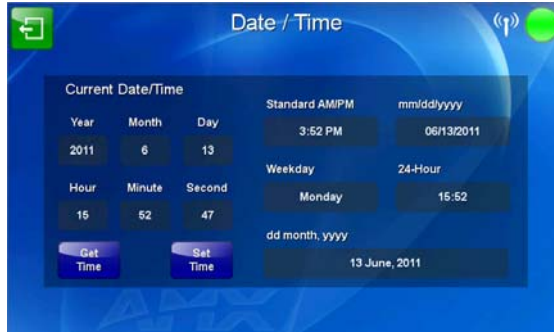 Date / Time
Current Date/Time
Year Month Day
2011 6 13
Hour Minute Second
15 52 47
Get Time
Set Time
Standard AM/PM mm/dd/yyyy
3:52 PM 06/13/2011
Weekday 24-Hour
Monday 15:52
dd month, yyyy
13 June, 2011
AMX